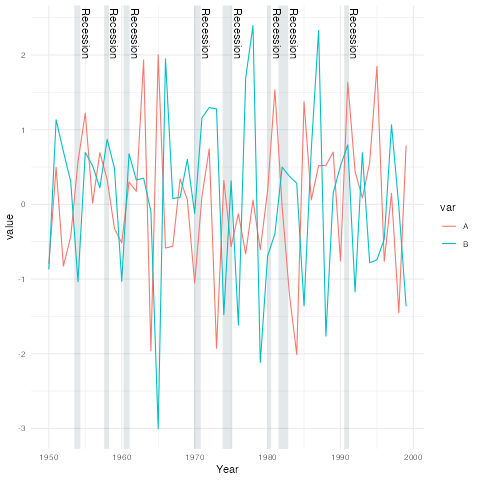 Recession
Recession
Recession
Recession
Recession
Recession
Recession
Recession
2
1
0
-1
-2
-3
value
1950
1960
1970
1980
1990
2000
Year
var
A
B